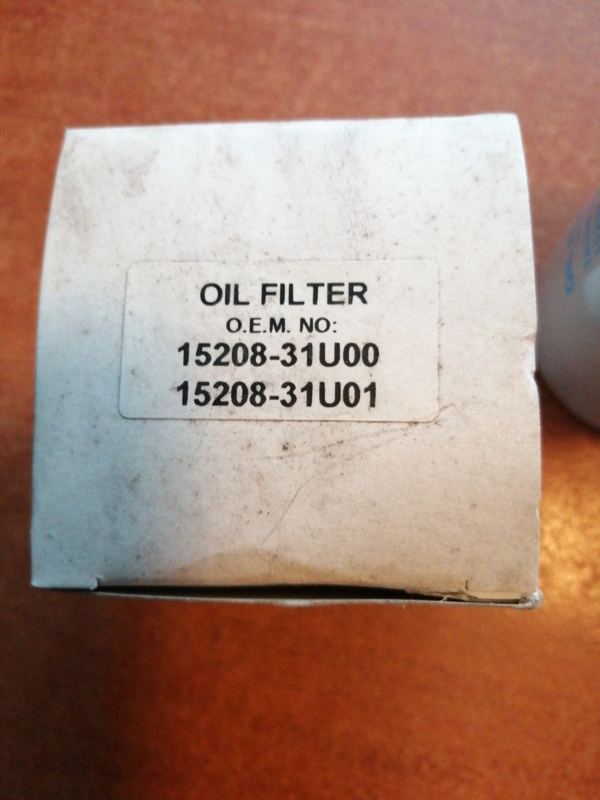 OIL FILTER
O.E.M. NO:
15208-31U00
15208-31U01